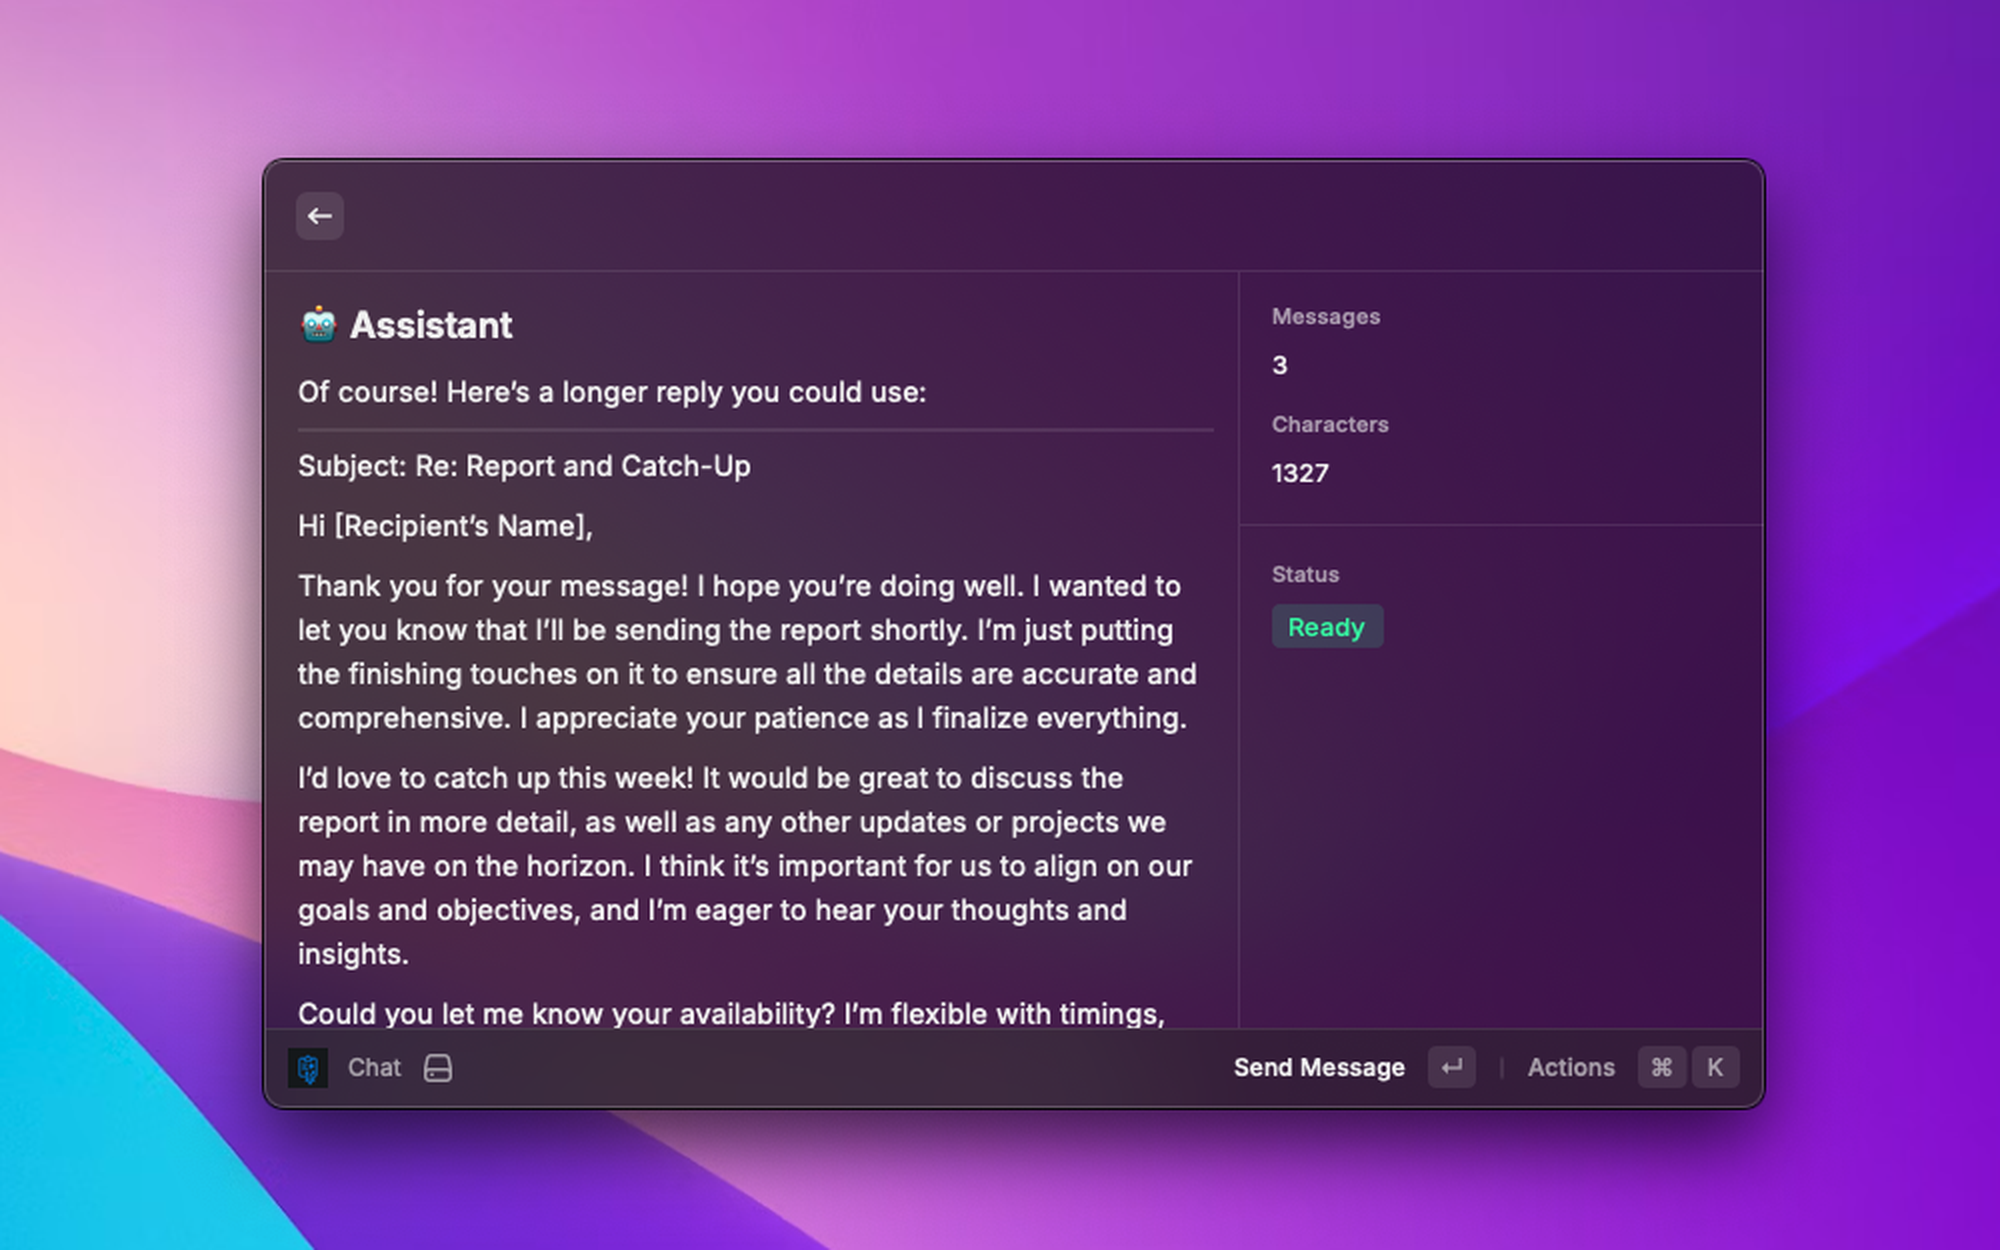 Assistant
Of course! Here’s a longer reply you could use:
Subject: Re: Report and Catch-Up
Hi [Recipient’s Name],
Thank you for your message! I hope you’re doing well. I wanted to
let you know that I’ll be sending the report shortly. I’m just putting
the finishing touches on it to ensure all the details are accurate and
comprehensive. I appreciate your patience as I finalize everything.
I’d love to catch up this week! It would be great to discuss the
report in more detail, as well as any other updates or projects we
may have on the horizon. I think it’s important for us to align on our
goals and objectives, and I’m eager to hear your thoughts and
insights.
Could you let me know your availability? I’m flexible with timings,
Messages
3
Characters
1327
Status
Ready
Chat
Send Message ↵ | Actions ⌘ K